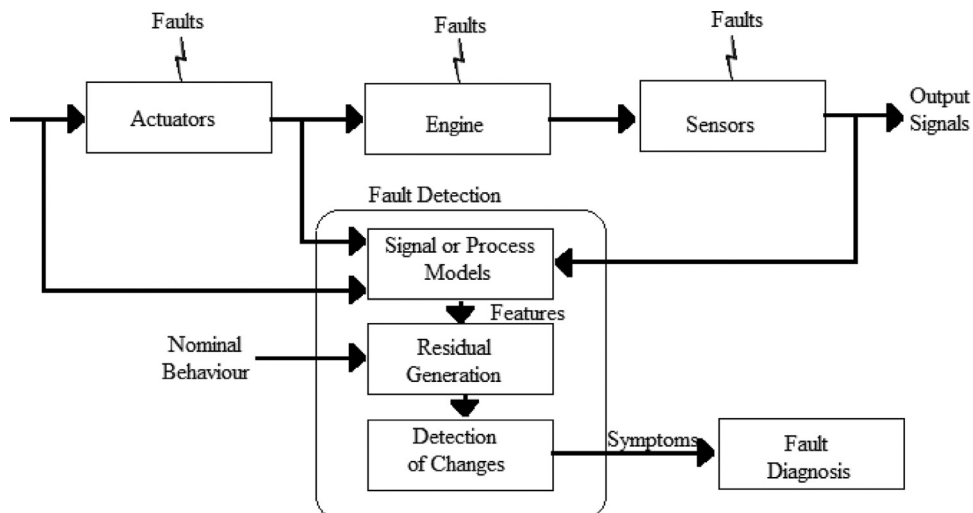 Faults
Faults
Faults
Actuators
Engine
Sensors
Output
Signals
Fault Detection
Signal or Process
Models
Features
Nominal
Behaviour
Residual
Generation
Detection
of Changes
Symptoms
Fault
Diagnosis